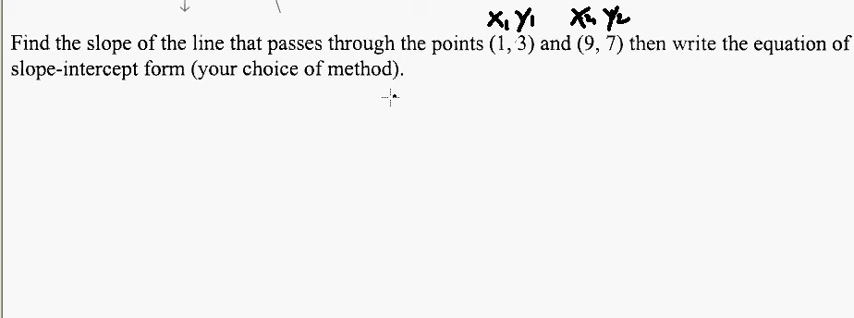 X₁ Y₁ X₂ Y₂
Find the slope of the line that passes through the points (1, 3) and (9, 7) then write the equation of
slope-intercept form (your choice of method).